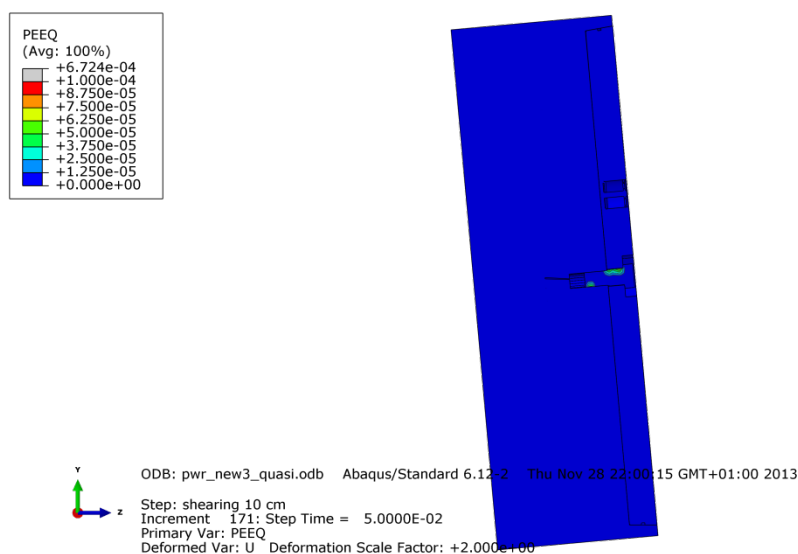 PEEQ
(Avg: 100%)
+6.724e-04
+1.000e-04
+8.750e-05
+7.500e-05
+6.250e-05
+5.000e-05
+3.750e-05
+2.500e-05
+1.250e-05
+0.000e+00
Y
Z
ODB: pwr_new3_quasi.odb Abaqus/Standard 6.12-2 Thu Nov 28 22:00:15 GMT+01:00 2013
Step: shearing 10 cm
Increment 171: Step Time = 5.0000E-02
Primary Var: PEEQ
Deformed Var: U Deformation Scale Factor: +2.000e+00